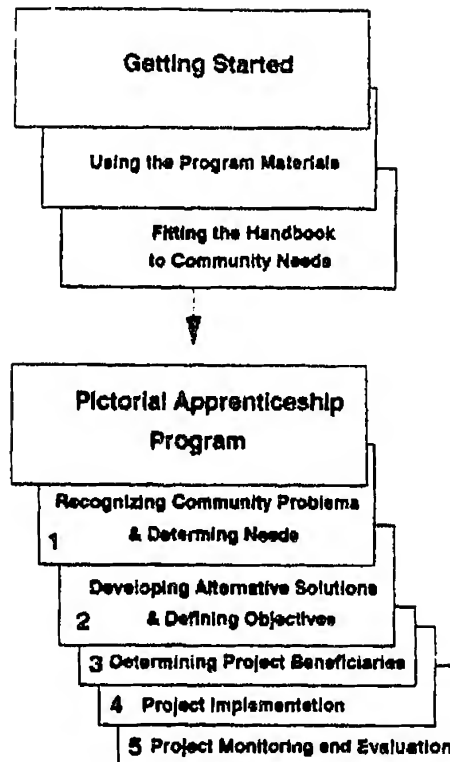 Getting Started
Using the Program Materials
Fitting the Handbook
to Community Needs
Pictorial Apprenticeship
Program
Recognizing Community Problems
1 & Determing Needs
Developing Alternative Solutions
2 & Defining Objectives
3 Determining Project Beneficiaries
4 Project Implementation
5 Project Monitoring and Evaluation